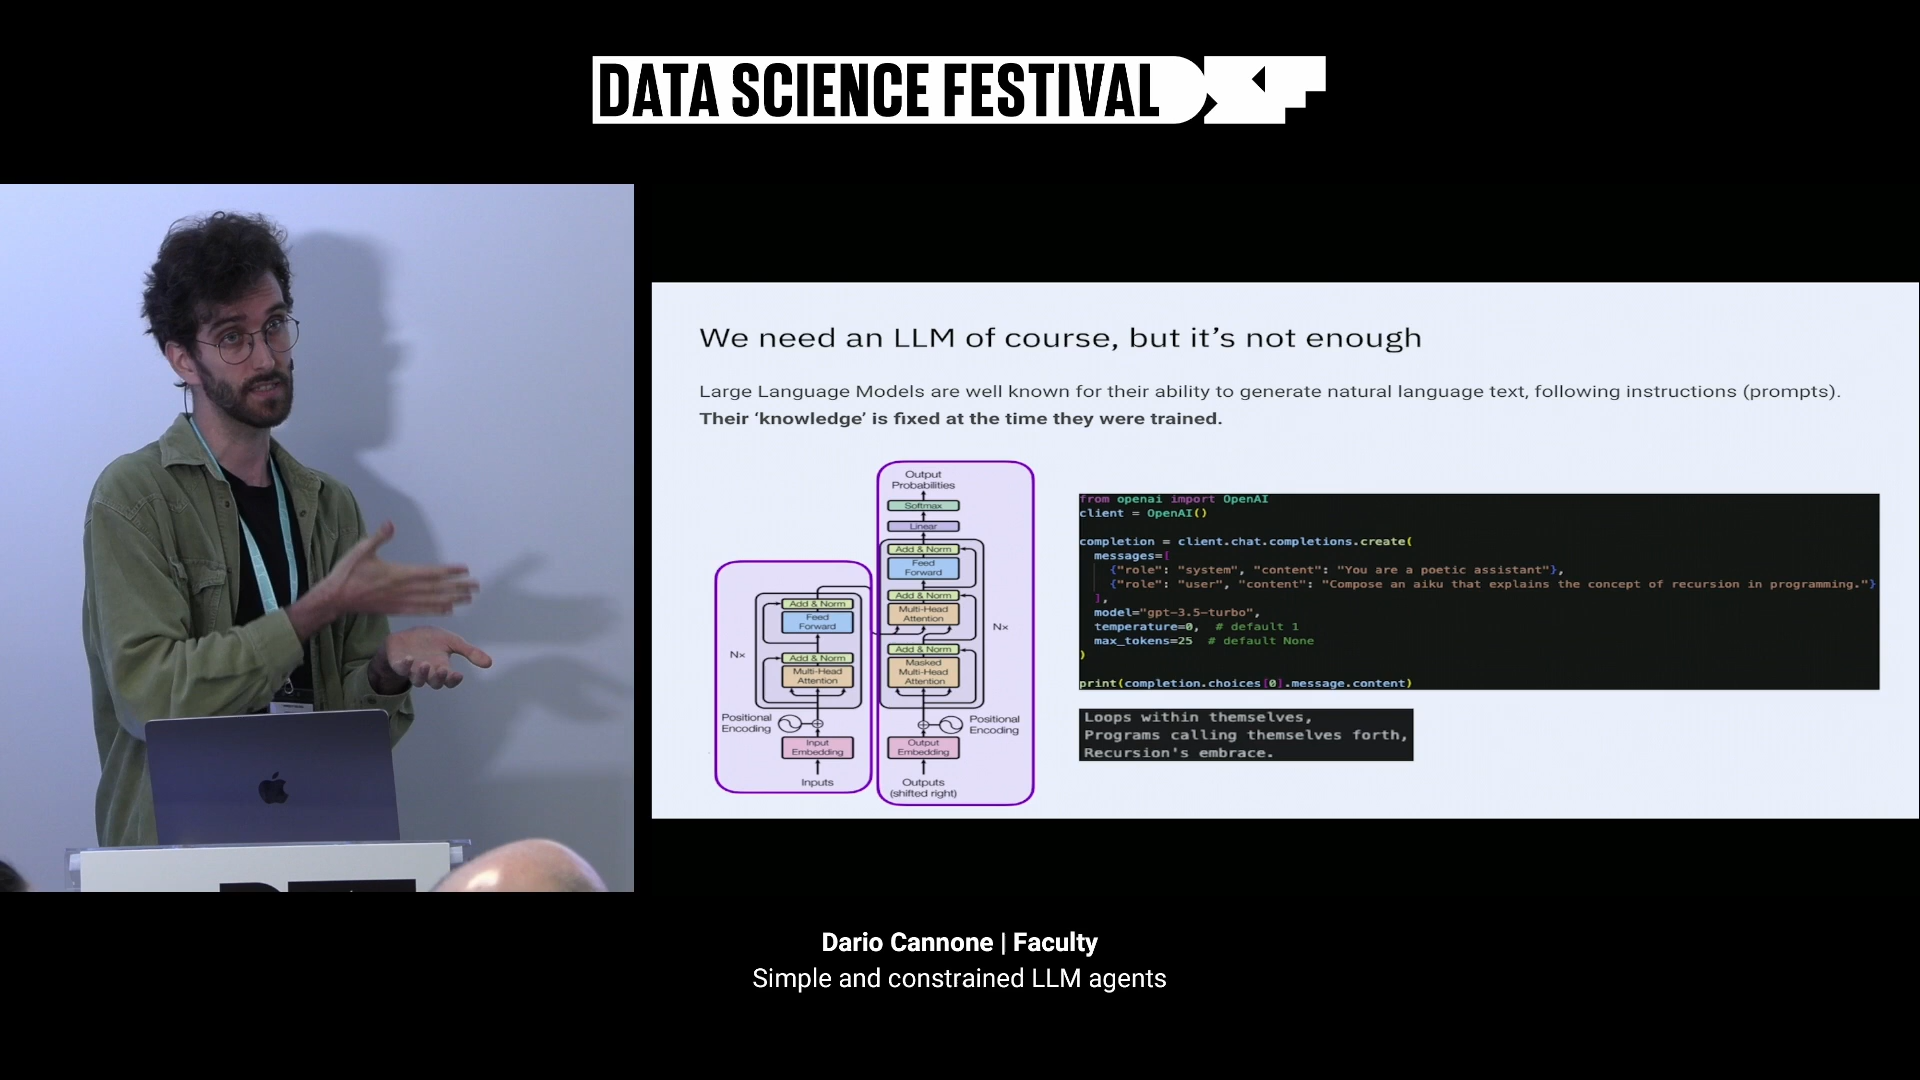 DATA SCIENCE FESTIVAL
We need an LLM of course, but it's not enough
Large Language Models are well known for their ability to generate natural language text, following instructions (prompts).
Their ‘knowledge’ is fixed at the time they were trained.
Output
Probabilities
Softmax
Linear
Add & Norm
Feed
Forward
Add & Norm
Multi-Head
Attention
Nx
Add & Norm
Masked
Multi-Head
Attention
Positional
Encoding
Output
Embedding
Outputs
(shifted right)
Add & Norm
Feed
Forward
Nx
Add & Norm
Multi-Head
Attention
Positional
Encoding
Input
Embedding
Inputs
from openai import OpenAI
client = OpenAI()
completion = client.chat.completions.create(
messages=[
{"role": "system", "content": "You are a poetic assistant"},
{"role": "user", "content": "Compose an aiku that explains the concept of recursion in programming."}
],
model="gpt-3.5-turbo",
temperature=0, # default 1
max_tokens=25 # default None
)
print(completion.choices[0].message.content)
Loops within themselves,
Programs calling themselves forth,
Recursion's embrace.
Dario Cannone | Faculty
Simple and constrained LLM agents